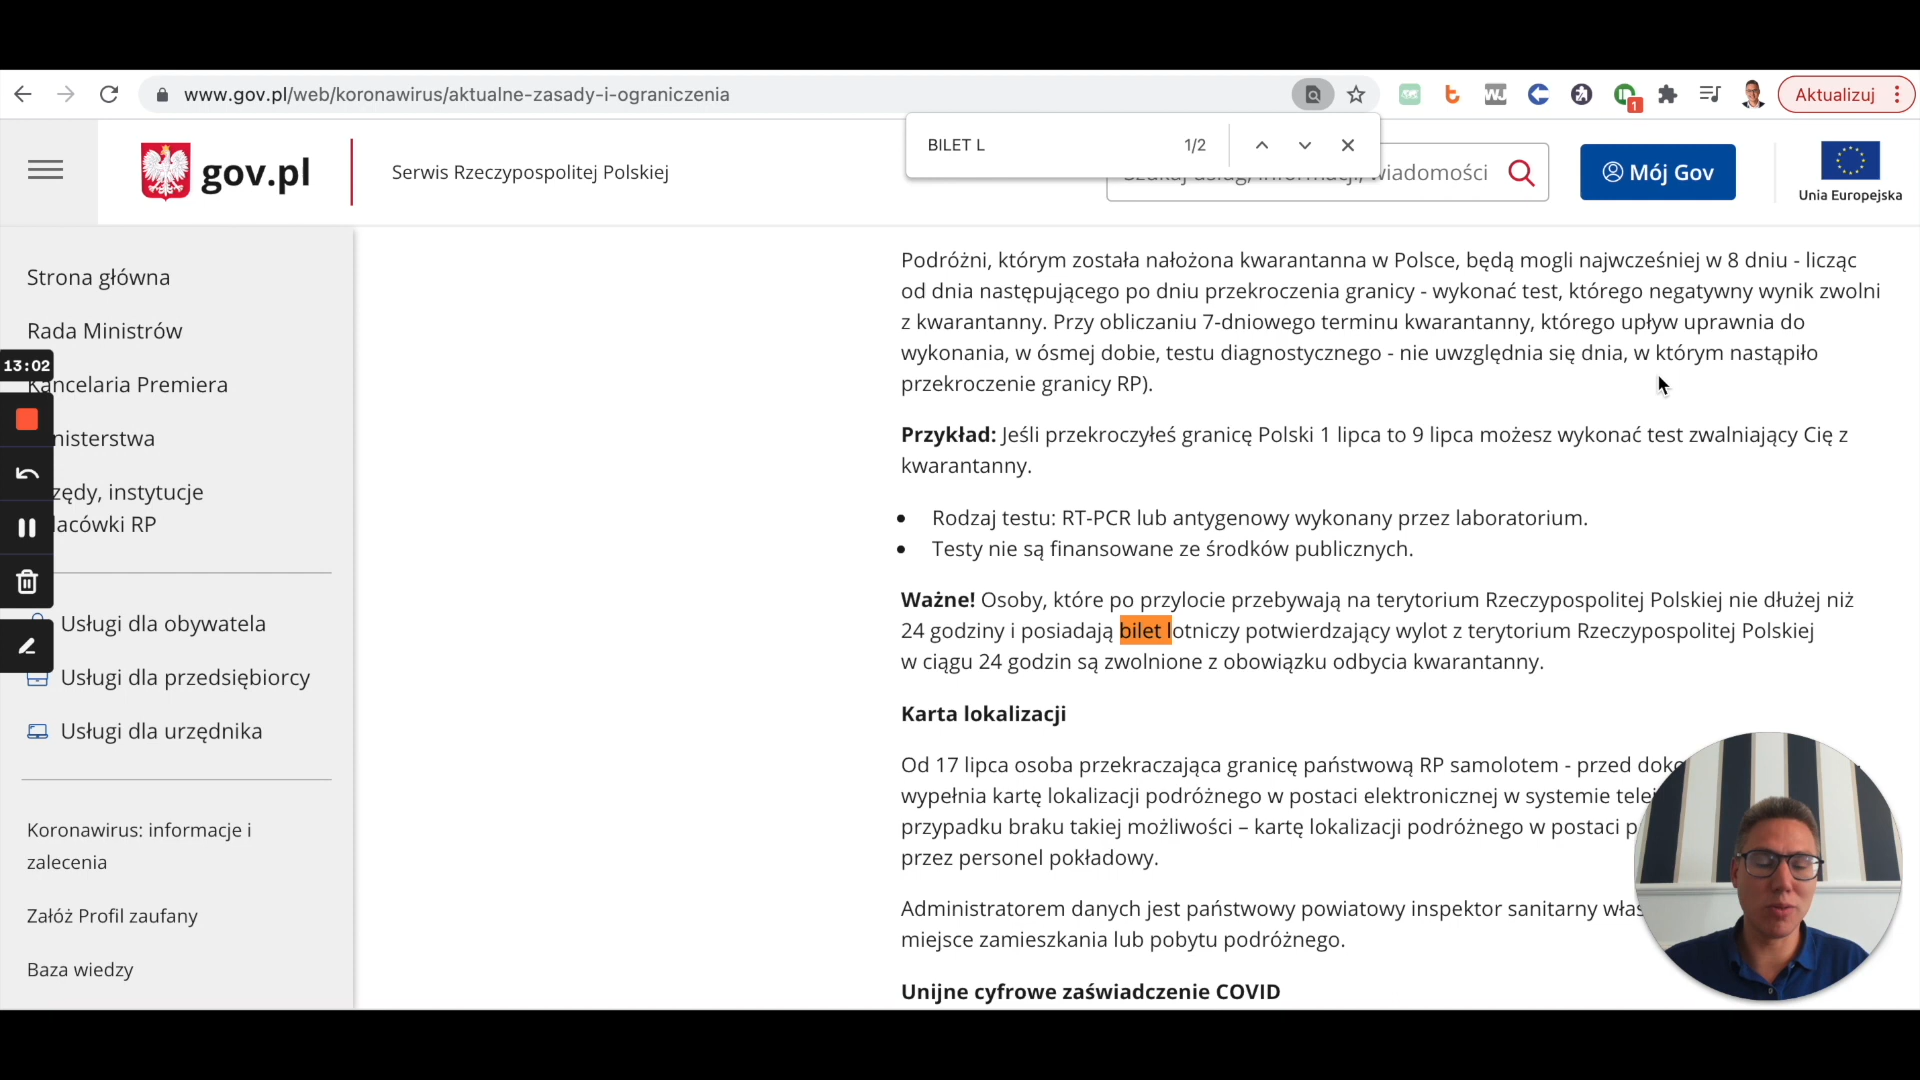 www.gov.pl/web/koronawirus/aktualne-zasady-i-ograniczenia
1
Aktualizuj
BILET L 1/2
gov.pl
Serwis Rzeczypospolitej Polskiej
Mój Gov
Unia Europejska
Strona główna
Rada Ministrów
13:02
Kancelaria Premiera
nisterstwa
zędy, instytucje
lacówki RP
Usługi dla obywatela
Usługi dla przedsiębiorcy
Usługi dla urzędnika
Koronawirus: informacje i
zalecenia
Załóż Profil zaufany
Baza wiedzy
Podróżni, którym została nałożona kwarantanna w Polsce, będą mogli najwcześniej w 8 dniu - licząc
od dnia następującego po dniu przekroczenia granicy - wykonać test, którego negatywny wynik zwolni
z kwarantanny. Przy obliczaniu 7-dniowego terminu kwarantanny, którego upływ uprawnia do
wykonania, w ósmej dobie, testu diagnostycznego - nie uwzględnia się dnia, w którym nastąpiło
przekroczenie granicy RP).
Przykład: Jeśli przekroczyłeś granicę Polski 1 lipca to 9 lipca możesz wykonać test zwalniający Cię z
kwarantanny.
Rodzaj testu: RT-PCR lub antygenowy wykonany przez laboratorium.
Testy nie są finansowane ze środków publicznych.
Ważne! Osoby, które po przylocie przebywają na terytorium Rzeczypospolitej Polskiej nie dłużej niż
24 godziny i posiadają bilet lotniczy potwierdzający wylot z terytorium Rzeczypospolitej Polskiej
w ciągu 24 godzin są zwolnione z obowiązku odbycia kwarantanny.
Karta lokalizacji
Od 17 lipca osoba przekraczająca granicę państwową RP samolotem - przed doko
wypełnia kartę lokalizacji podróżnego w postaci elektronicznej w systemie telei
przypadku braku takiej możliwości – kartę lokalizacji podróżnego w postaci p
przez personel pokładowy.
Administratorem danych jest państwowy powiatowy inspektor sanitarny właś
miejsce zamieszkania lub pobytu podróżnego.
Unijne cyfrowe zaświadczenie COVID